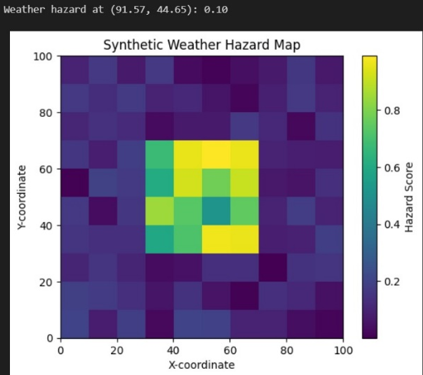 Weather hazard at (91.57, 44.65): 0.10
Synthetic Weather Hazard Map
100
80
60
40
20
0
Y-coordinate
0 20 40 60 80 100
X-coordinate
0.8
0.6
0.4
0.2
Hazard Score